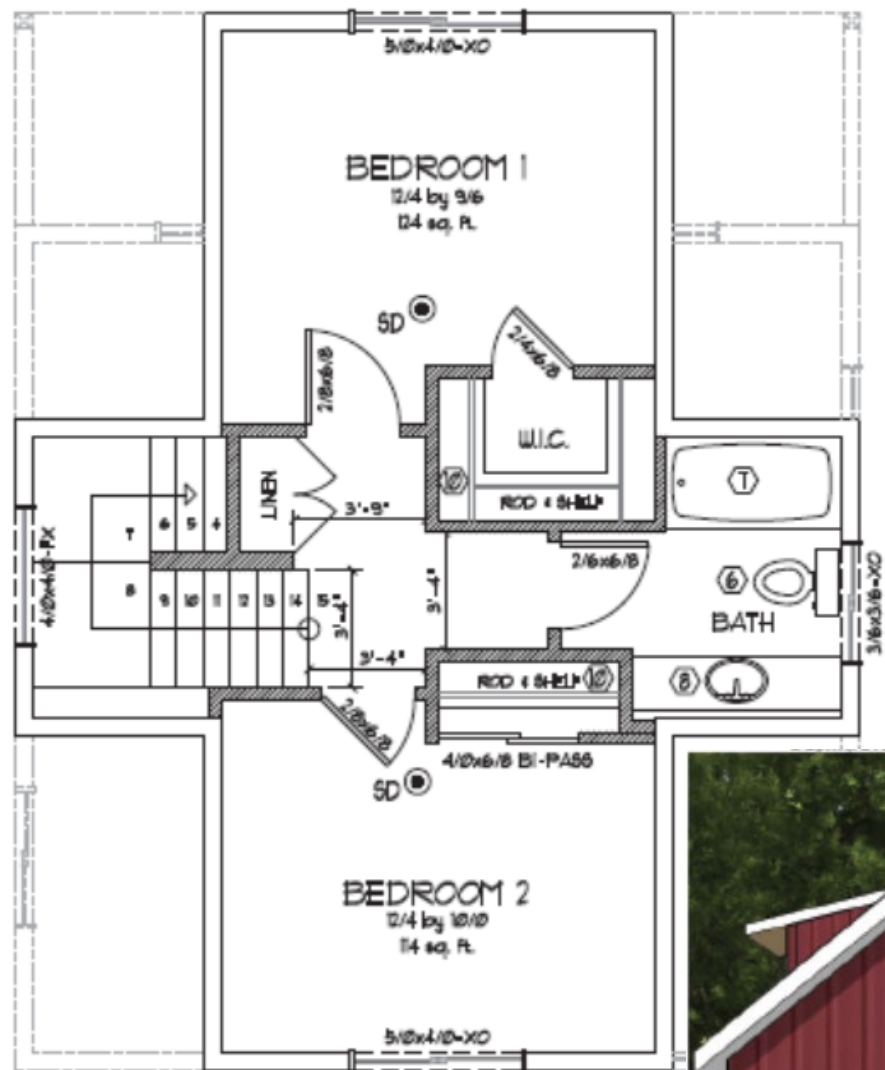 5/0x4/0-XO
BEDROOM 1
12/4 by 9/6
124 sq. Ft.
SD
2/8x6/8
2/4x6/8
W.I.C.
10
ROD & SHELF
LINEN
T
3'-9"
6 5 4
7
8
9 10 11 12 13 14 15
4/0x4/0-FX
3'-4"
3'-4"
3'-4"
2/6x6/8
6
BATH
3/6x3/6-XO
ROD & SHELF
10
8
2/8x6/8
4/0x6/8 BI-PASS
SD
BEDROOM 2
12/4 by 10/0
114 sq. Ft.
5/0x4/0-XO